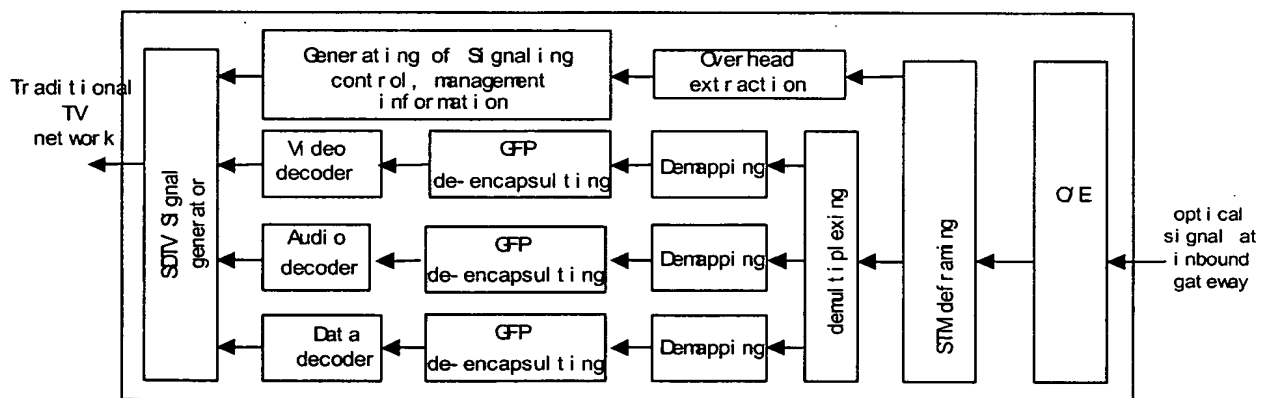 Traditional
TV
network
SDTV Signal
generator
Generating of Signaling
control, management
information
Overhead
extraction
Video
decoder
GFP
de-encapsulting
Demapping
Audio
decoder
GFP
de-encapsulting
Demapping
Data
decoder
GFP
de-encapsulting
Demapping
demultiplexing
STM deframing
O/E
optical
signal at
inbound
gateway